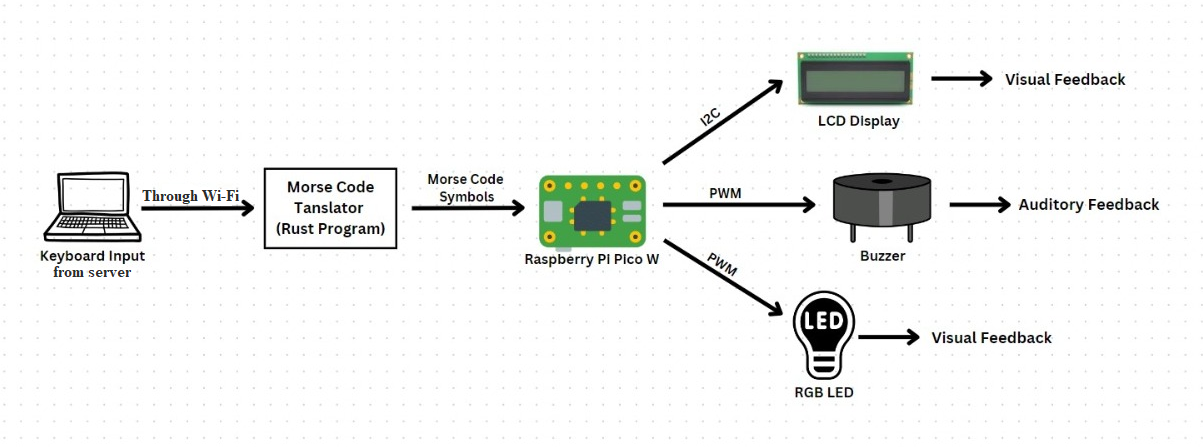 Keyboard Input
from server
Through Wi-Fi
Morse Code
Tanslator
(Rust Program)
Morse Code
Symbols
Raspberry Pi Pico W
I2C
LCD Display
Visual Feedback
PWM
Buzzer
Auditory Feedback
PWM
LED
RGB LED
Visual Feedback